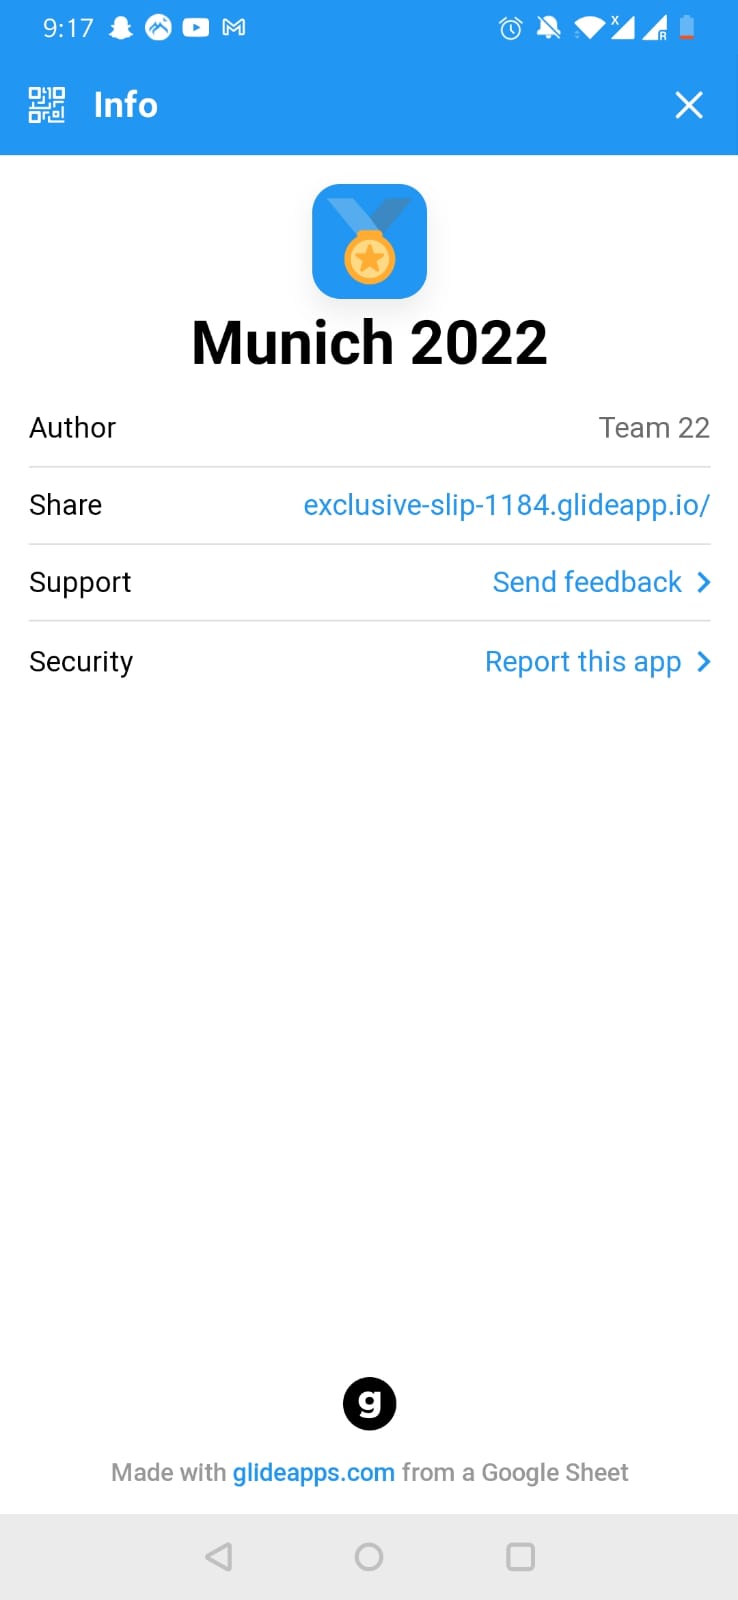 9:17
Info
Munich 2022
Author Team 22
Share exclusive-slip-1184.glideapp.io/
Support Send feedback
Security Report this app
g
Made with glideapps.com from a Google Sheet